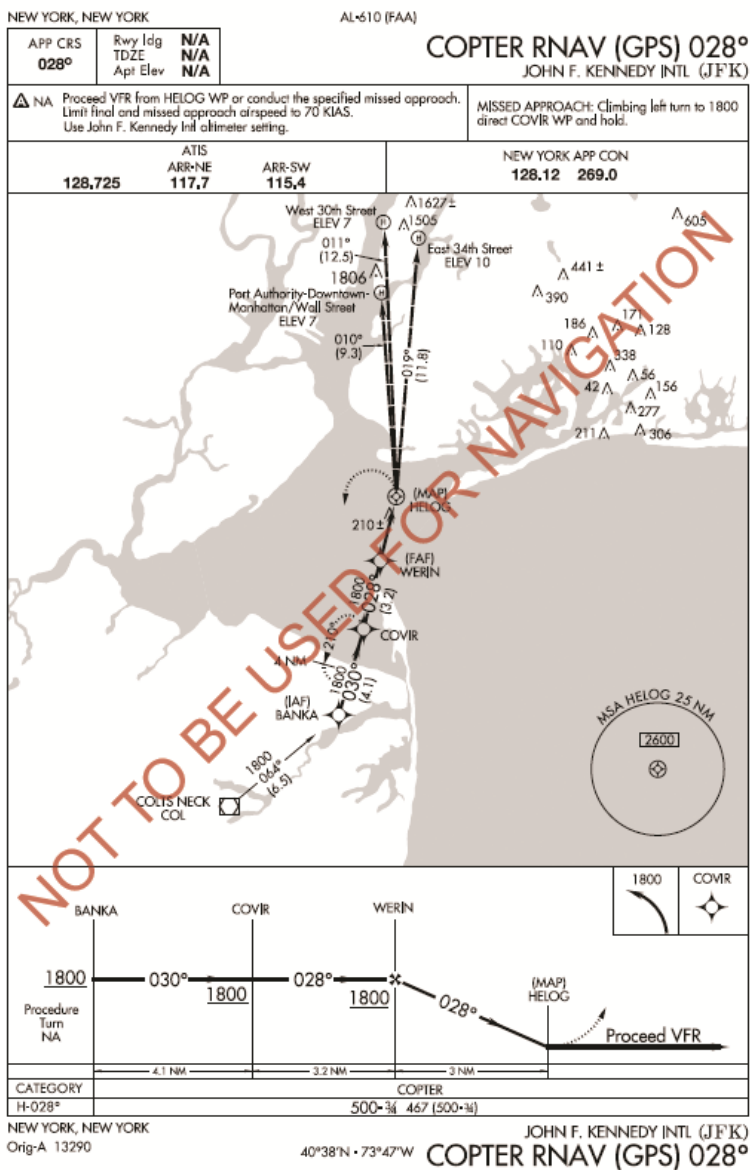 NEW YORK, NEW YORK
AL-610 (FAA)
APP CRS
028°
Rwy ldg N/A
TDZE N/A
Apt Elev N/A
COPTER RNAV (GPS) 028°
JOHN F. KENNEDY INTL (JFK)
A NA
Proceed VFR from HELOG WP or conduct the specified missed approach.
Limit final and missed approach airspeed to 70 KIAS.
Use John F. Kennedy Intl altimeter setting.
MISSED APPROACH: Climbing left turn to 1800
direct COVIR WP and hold.
ATIS
ARR-NE ARR-SW
128.725 117.7 115.4
NEW YORK APP CON
128.12 269.0
West 30th Street
ELEV 7
1627±
1505
605
011°
(12.5)
East 34th Street
ELEV 10
1806
441±
390
Port Authority-Downtown-
Manhattan/Wall Street
ELEV 7
171
186
128
110
010°
(9.3)
019°
(11.8)
338
56
42
156
277
211
306
(MAP)
HELOG
210±
(FAF)
WERIN
1800
028°
(3.2)
210°
COVIR
4 NM
1800
030°
(4.1)
(IAF)
BANKA
1800
064°
(6.5)
COLTS NECK
COL
MSA HELOG 25 NM
2600
NOT TO BE USED FOR NAVIGATION
1800
COVIR
BANKA
COVIR
WERIN
1800
030°
1800
028°
1800
028°
(MAP)
HELOG
Procedure
Turn
NA
Proceed VFR
4.1 NM
3.2 NM
3 NM
CATEGORY
COPTER
H-028°
500-¾ 467 (500-¾)
NEW YORK, NEW YORK
Orig-A 13290
40°38'N - 73°47'W
JOHN F. KENNEDY INTL (JFK)
COPTER RNAV (GPS) 028°